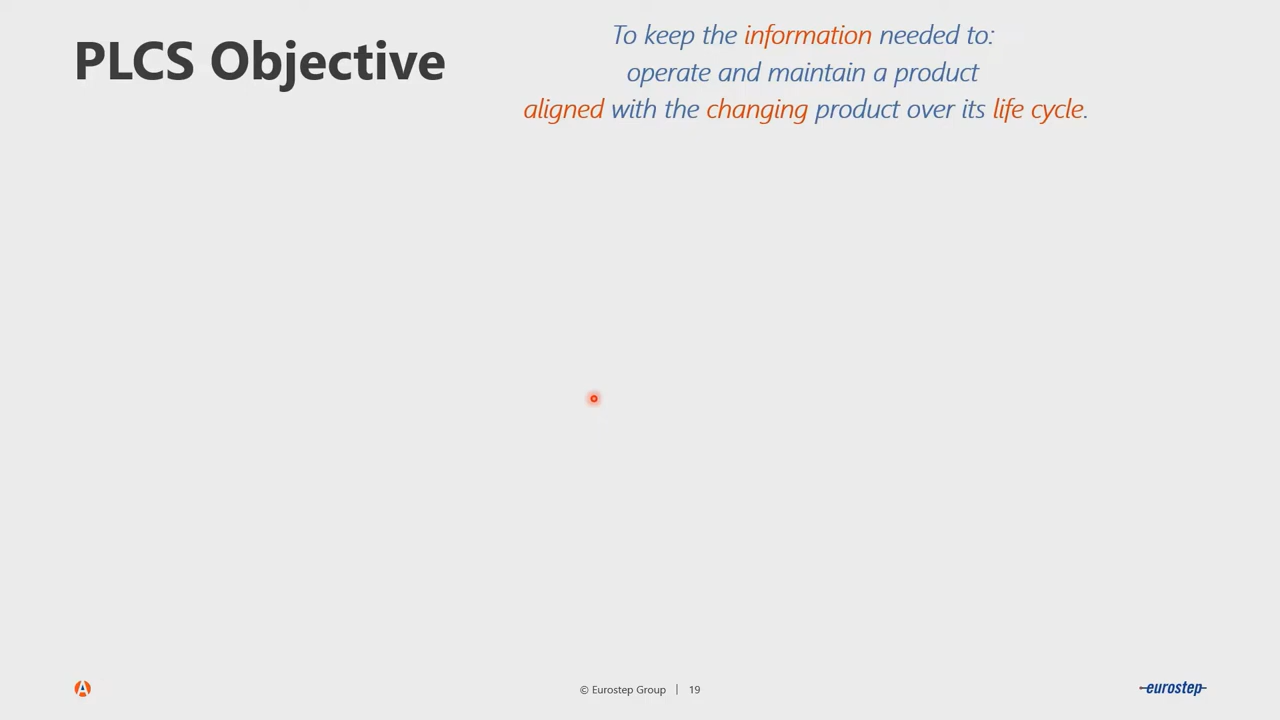 PLCS Objective
To keep the information needed to:
operate and maintain a product
aligned with the changing product over its life cycle.
© Eurostep Group | 19
eurostep